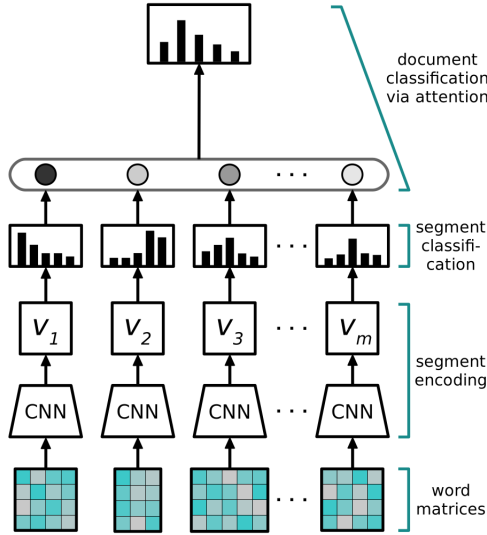 document
classification
via attention
. . .
segment
classifi-
cation
. . .
v1 v2 v3 . . . vm
segment
encoding
CNN CNN CNN . . . CNN
word
matrices
. . .